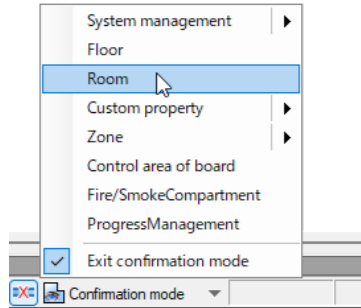 System management
Floor
Room
Custom property
Zone
Control area of board
Fire/SmokeCompartment
ProgressManagement
Exit confirmation mode
Confirmation mode